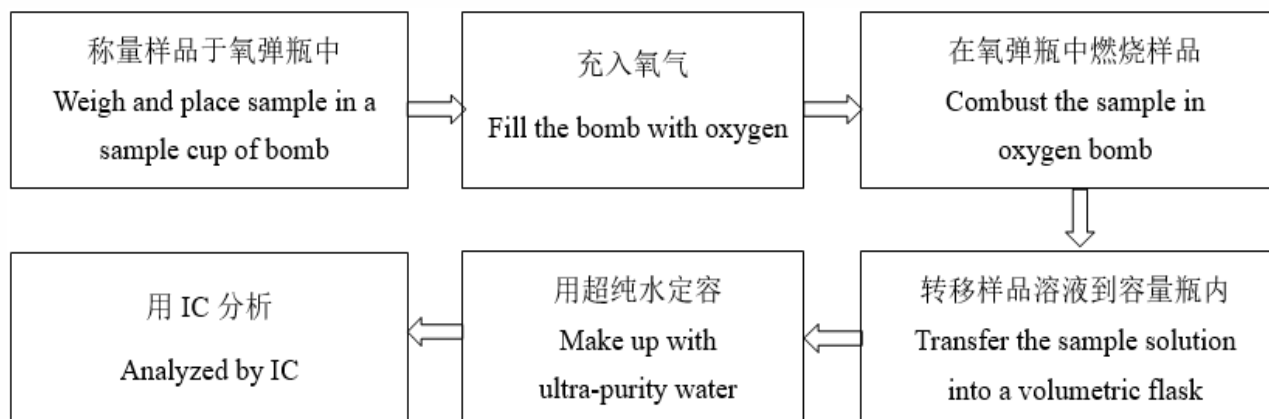 称量样品于氧弹瓶中
Weigh and place sample in a
sample cup of bomb
充入氧气
Fill the bomb with oxygen
在氧弹瓶中燃烧样品
Combust the sample in
oxygen bomb
转移样品溶液到容量瓶内
Transfer the sample solution
into a volumetric flask
用超纯水定容
Make up with
ultra-purity water
用 IC 分析
Analyzed by IC